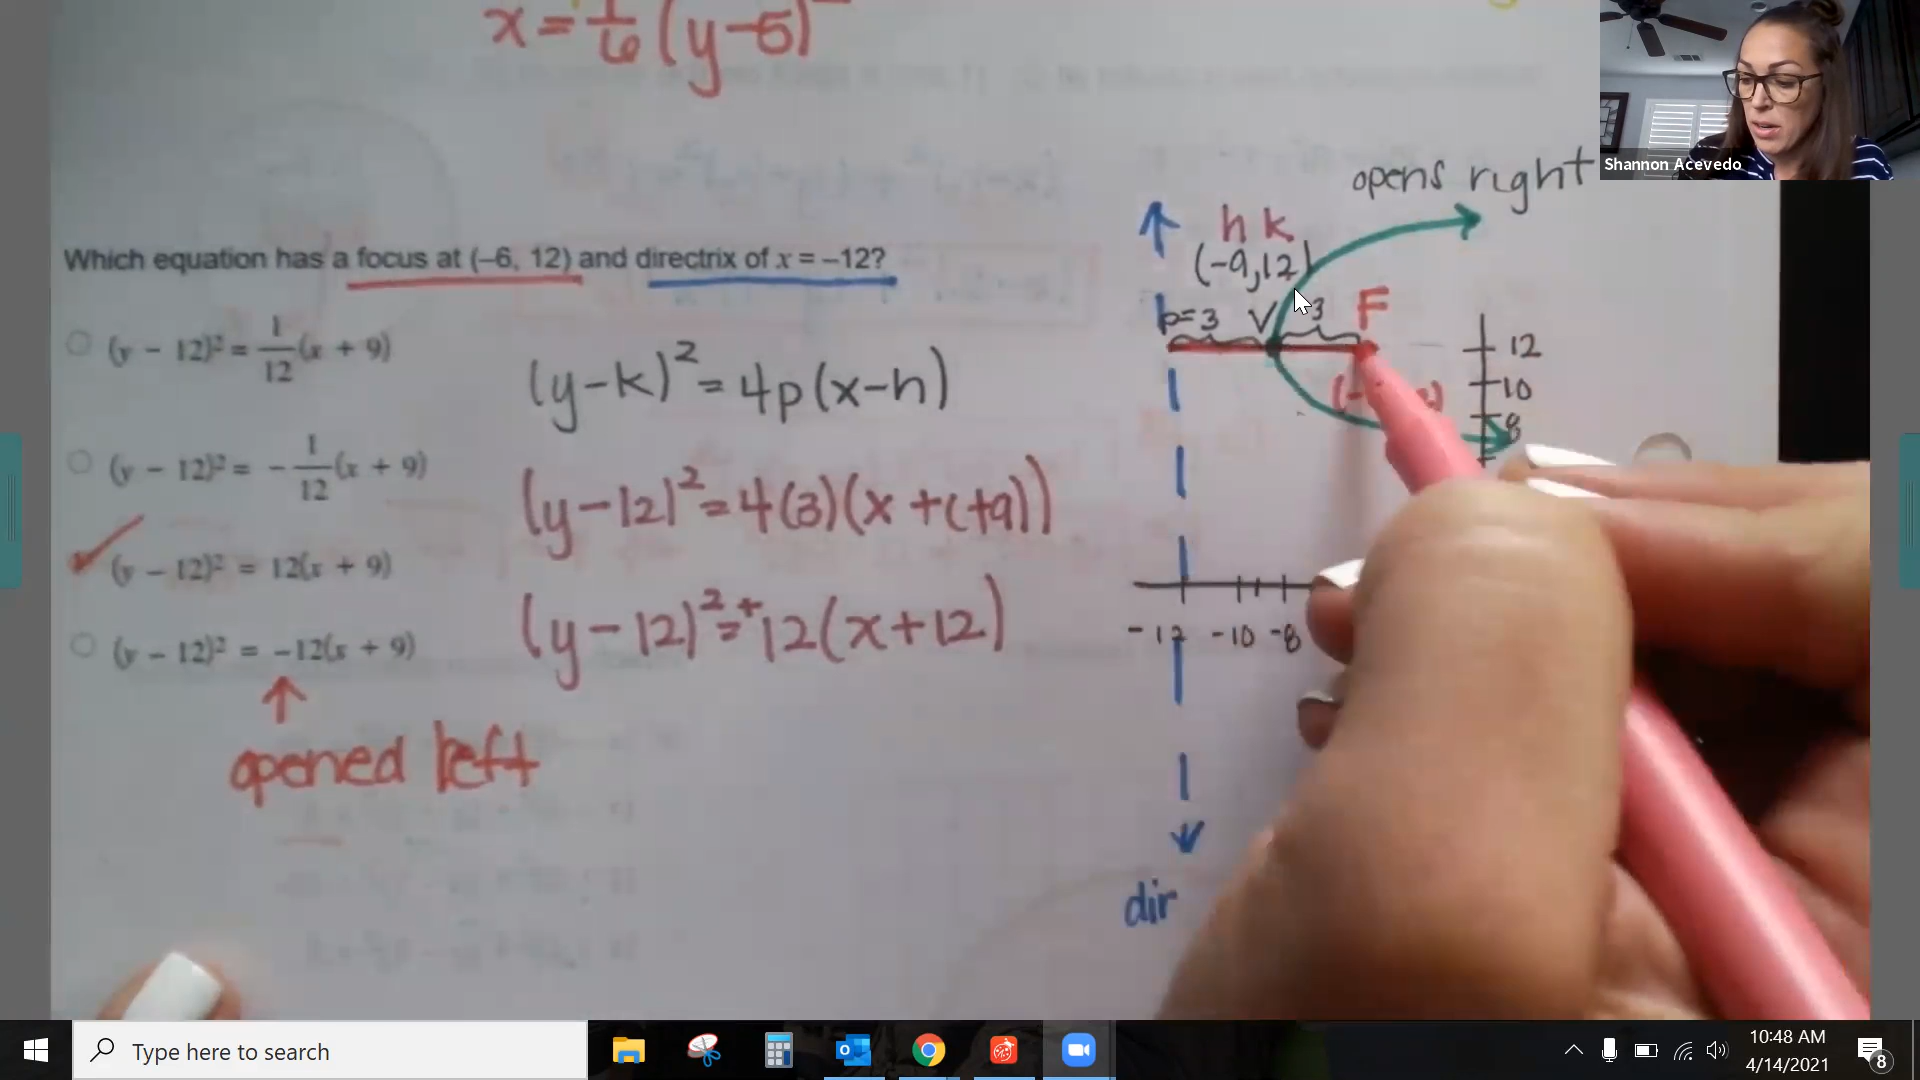 x = 1/6 (y-5)
Shannon Acevedo
opens right
h k
(-9,12)
Which equation has a focus at (–6, 12) and directrix of x = –12?
p=3 V 3 F
(y − 12)² = 1/12 (x + 9)
(y-k)² = 4p(x-h)
12
10
8
(y − 12)² = −1/12 (x + 9)
(y-12)² = 4(3)(x+(+9))
(y − 12)² = 12(x + 9)
(y-12)² = +12(x+12)
-12 -10 -8
(y − 12)² = −12(x + 9)
opened left
dir
Type here to search
10:48 AM
4/14/2021
8